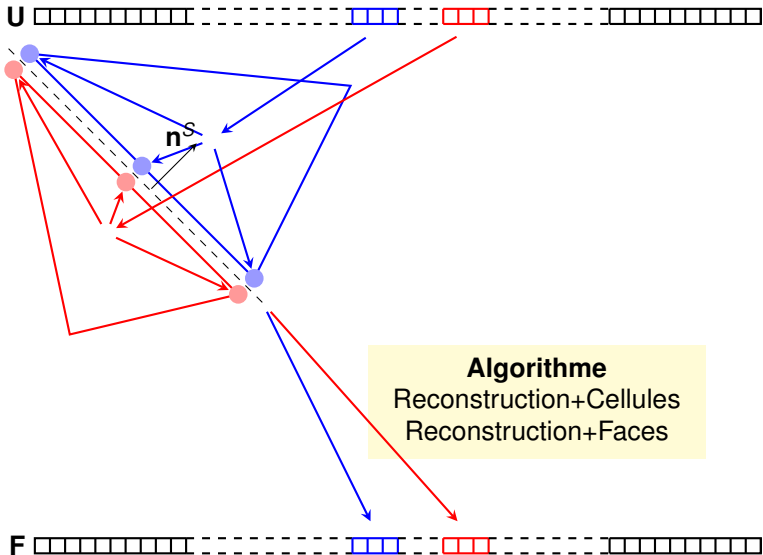 U
n^S
Algorithme
Reconstruction+Cellules
Reconstruction+Faces
F